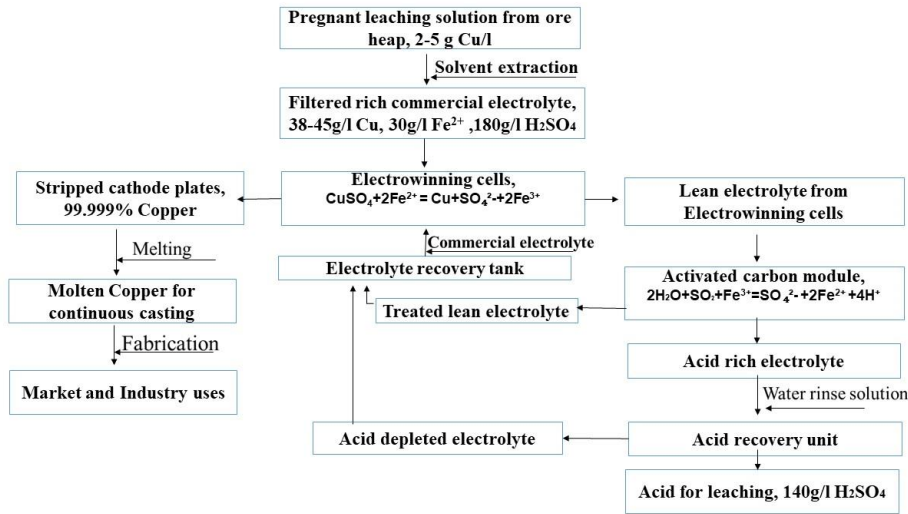 Pregnant leaching solution from ore
heap, 2-5 g Cu/l
Solvent extraction
Filtered rich commercial electrolyte,
38-45g/l Cu, 30g/l Fe²⁺ ,180g/l H₂SO₄
Stripped cathode plates,
99.999% Copper
Electrowinning cells,
CuSO₄+2Fe²⁺ = Cu+SO₄²-+2Fe³⁺
Lean electrolyte from
Electrowinning cells
Melting
Commercial electrolyte
Electrolyte recovery tank
Activated carbon module,
2H₂O+SO₂+Fe³⁺=SO₄²-+2Fe²⁺ +4H⁺
Molten Copper for
continuous casting
Treated lean electrolyte
Fabrication
Acid rich electrolyte
Market and Industry uses
Water rinse solution
Acid depleted electrolyte
Acid recovery unit
Acid for leaching, 140g/l H₂SO₄